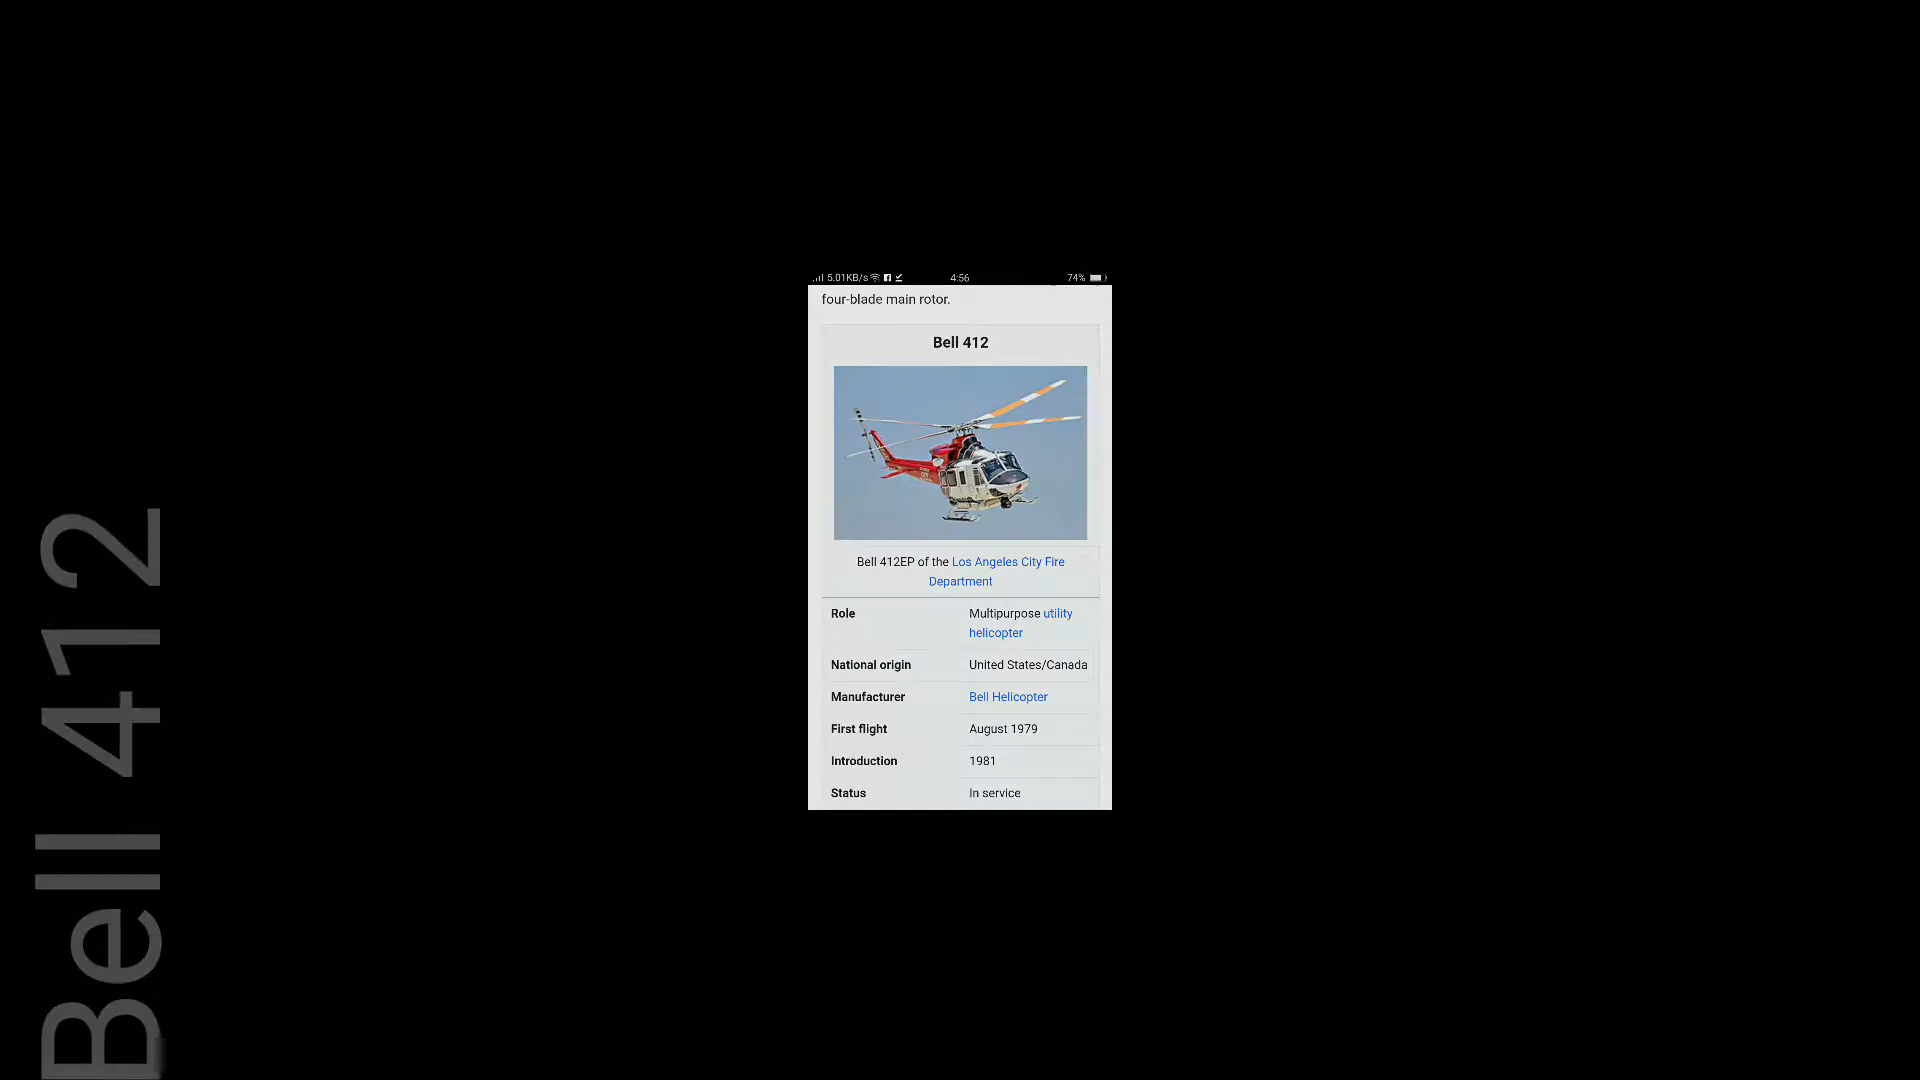 5.01KB/s 4:56 74%
four-blade main rotor.
Bell 412
Bell 412EP of the Los Angeles City Fire
Department
Role Multipurpose utility
helicopter
National origin United States/Canada
Manufacturer Bell Helicopter
First flight August 1979
Introduction 1981
Status In service
Bell 412